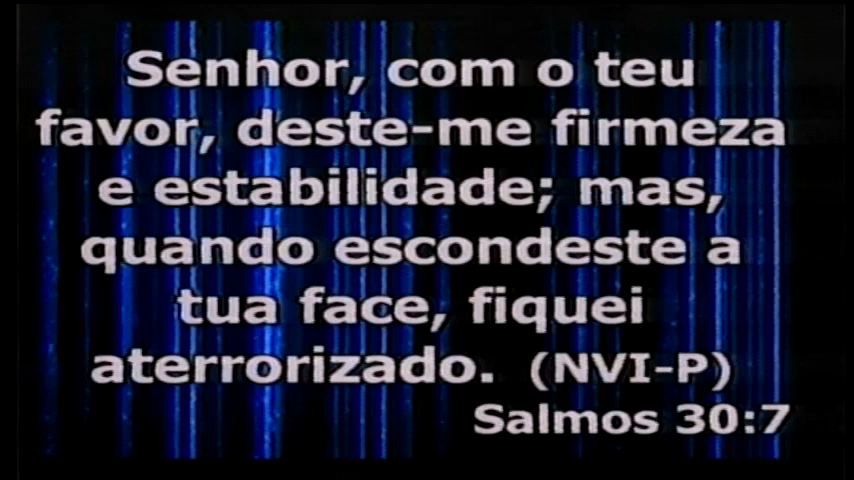 Senhor, com o teu
favor, deste-me firmeza
e estabilidade; mas,
quando escondeste a
tua face, fiquei
aterrorizado. (NVI-P)
Salmos 30:7